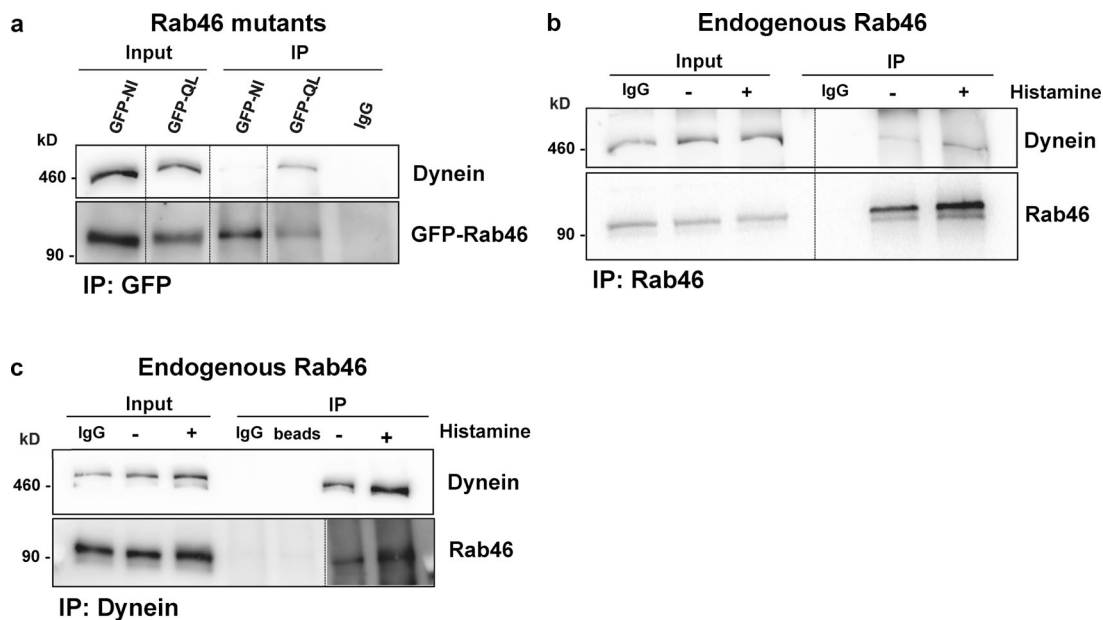 a
Rab46 mutants
Input IP
GFP-NI GFP-QL GFP-NI GFP-QL IgG
kD
460 - Dynein
GFP-Rab46
90 -
IP: GFP
b
Endogenous Rab46
Input IP
IgG - + IgG - + Histamine
kD
460 - Dynein
Rab46
90 -
IP: Rab46
c
Endogenous Rab46
Input IP
kD IgG - + IgG beads - + Histamine
460 - Dynein
90 - Rab46
IP: Dynein